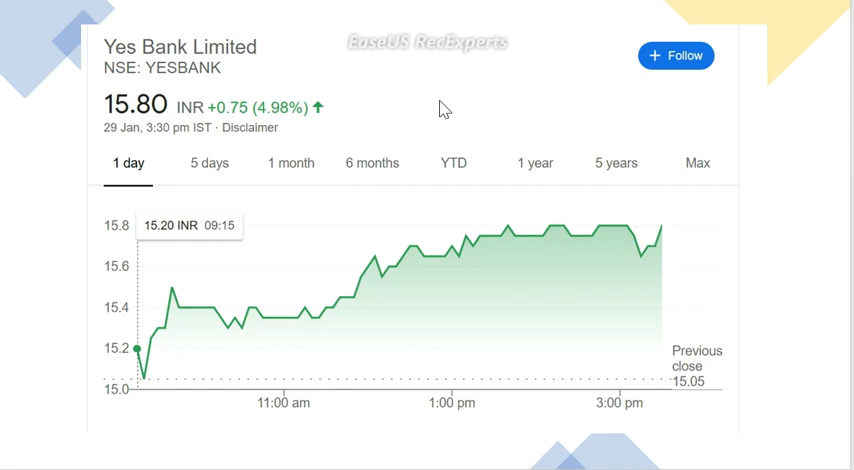 EaseUS RecExperts
Yes Bank Limited
NSE: YESBANK
+ Follow
15.80 INR +0.75 (4.98%) ↑
29 Jan, 3:30 pm IST · Disclaimer
1 day 5 days 1 month 6 months YTD 1 year 5 years Max
15.8
15.20 INR 09:15
15.6
15.4
15.2
15.0
Previous
close
15.05
11:00 am 1:00 pm 3:00 pm